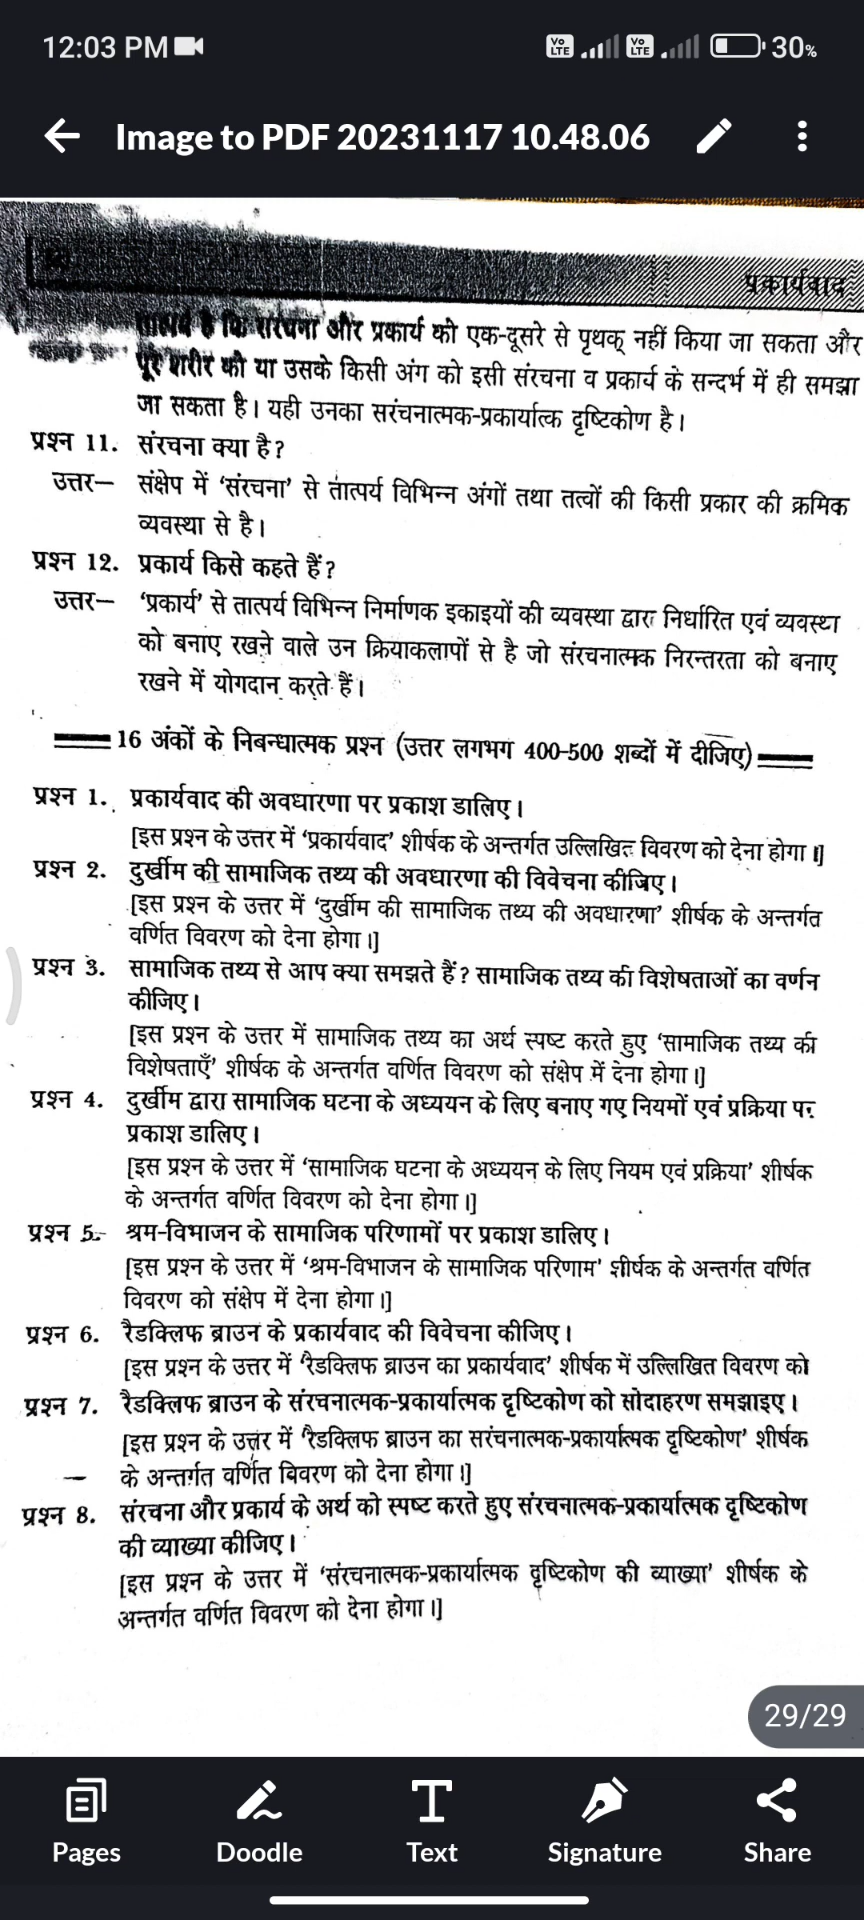 12:03 PM
Vo LTE Vo LTE 30%
Image to PDF 20231117 10.48.06
प्रकार्यवाद
तात्पर्य है कि संरचना और प्रकार्य को एक-दूसरे से पृथक् नहीं किया जा सकता और
पूरे शरीर को या उसके किसी अंग को इसी संरचना व प्रकार्य के सन्दर्भ में ही समझा
जा सकता है। यही उनका सरंचनात्मक-प्रकार्यात्क दृष्टिकोण है।
प्रश्न 11. संरचना क्या है?
उत्तर— संक्षेप में ‘संरचना’ से तात्पर्य विभिन्न अंगों तथा तत्वों की किसी प्रकार की क्रमिक
व्यवस्था से है।
प्रश्न 12. प्रकार्य किसे कहते हैं?
उत्तर— ‘प्रकार्य’ से तात्पर्य विभिन्न निर्माणक इकाइयों की व्यवस्था द्वारा निर्धारित एवं व्यवस्था
को बनाए रखने वाले उन क्रियाकलापों से है जो संरचनात्मक निरन्तरता को बनाए
रखने में योगदान करते हैं।
16 अंकों के निबन्धात्मक प्रश्न (उत्तर लगभग 400-500 शब्दों में दीजिए)
प्रश्न 1. प्रकार्यवाद की अवधारणा पर प्रकाश डालिए।
[इस प्रश्न के उत्तर में ‘प्रकार्यवाद’ शीर्षक के अन्तर्गत उल्लिखित विवरण को देना होगा।]
प्रश्न 2. दुर्खीम की सामाजिक तथ्य की अवधारणा की विवेचना कीजिए।
[इस प्रश्न के उत्तर में ‘दुर्खीम की सामाजिक तथ्य की अवधारणा’ शीर्षक के अन्तर्गत
वर्णित विवरण को देना होगा।]
प्रश्न 3. सामाजिक तथ्य से आप क्या समझते हैं? सामाजिक तथ्य की विशेषताओं का वर्णन
कीजिए।
[इस प्रश्न के उत्तर में सामाजिक तथ्य का अर्थ स्पष्ट करते हुए ‘सामाजिक तथ्य की
विशेषताएँ’ शीर्षक के अन्तर्गत वर्णित विवरण को संक्षेप में देना होगा।]
प्रश्न 4. दुर्खीम द्वारा सामाजिक घटना के अध्ययन के लिए बनाए गए नियमों एवं प्रक्रिया पर
प्रकाश डालिए।
[इस प्रश्न के उत्तर में ‘सामाजिक घटना के अध्ययन के लिए नियम एवं प्रक्रिया’ शीर्षक
के अन्तर्गत वर्णित विवरण को देना होगा।]
प्रश्न 5. श्रम-विभाजन के सामाजिक परिणामों पर प्रकाश डालिए।
[इस प्रश्न के उत्तर में ‘श्रम-विभाजन के सामाजिक परिणाम’ शीर्षक के अन्तर्गत वर्णित
विवरण को संक्षेप में देना होगा।]
प्रश्न 6. रैडक्लिफ ब्राउन के प्रकार्यवाद की विवेचना कीजिए।
[इस प्रश्न के उत्तर में ‘रैडक्लिफ ब्राउन का प्रकार्यवाद’ शीर्षक में उल्लिखित विवरण को
प्रश्न 7. रैडक्लिफ ब्राउन के संरचनात्मक-प्रकार्यात्मक दृष्टिकोण को सोदाहरण समझाइए।
[इस प्रश्न के उत्तर में ‘रैडक्लिफ ब्राउन का सरंचनात्मक-प्रकार्यात्मक दृष्टिकोण’ शीर्षक
के अन्तर्गत वर्णित विवरण को देना होगा।]
प्रश्न 8. संरचना और प्रकार्य के अर्थ को स्पष्ट करते हुए संरचनात्मक-प्रकार्यात्मक दृष्टिकोण
की व्याख्या कीजिए।
[इस प्रश्न के उत्तर में ‘संरचनात्मक-प्रकार्यात्मक दृष्टिकोण की व्याख्या’ शीर्षक के
अन्तर्गत वर्णित विवरण को देना होगा।]
29/29
Pages Doodle Text Signature Share